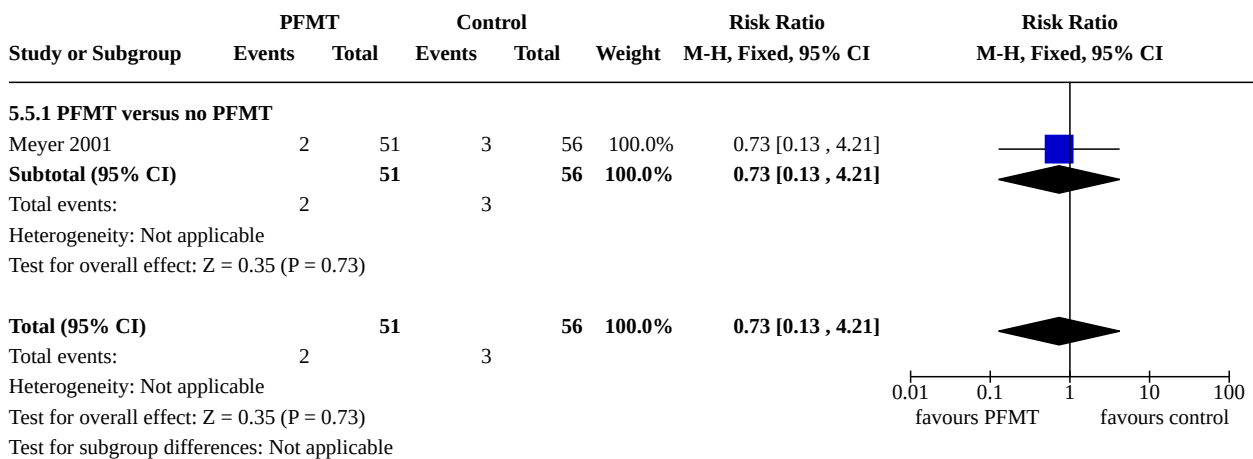 PFMT Control Risk Ratio Risk Ratio
Study or Subgroup Events Total Events Total Weight M-H, Fixed, 95% CI M-H, Fixed, 95% CI
5.5.1 PFMT versus no PFMT
Meyer 2001 2 51 3 56 100.0% 0.73 [0.13 , 4.21]
Subtotal (95% CI) 51 56 100.0% 0.73 [0.13 , 4.21]
Total events: 2 3
Heterogeneity: Not applicable
Test for overall effect: Z = 0.35 (P = 0.73)
Total (95% CI) 51 56 100.0% 0.73 [0.13 , 4.21]
Total events: 2 3
Heterogeneity: Not applicable
0.01 0.1 1 10 100
Test for overall effect: Z = 0.35 (P = 0.73) favours PFMT favours control
Test for subgroup differences: Not applicable